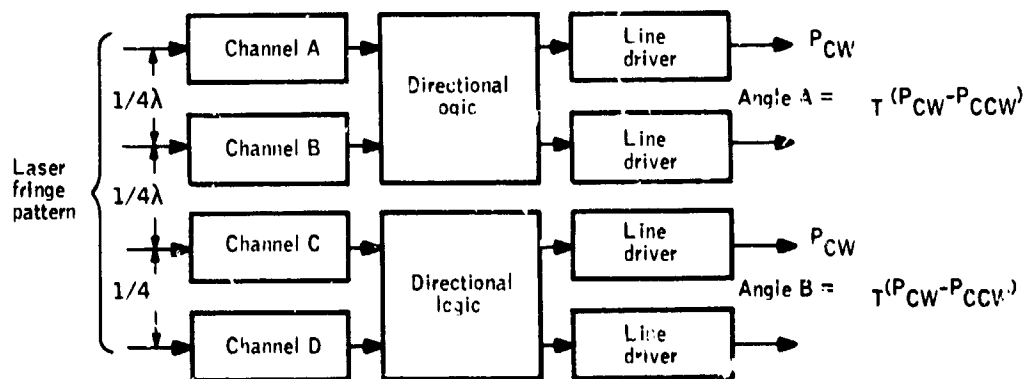 Channel A
Line
driver
P_CW
1/4λ
Directional
ogic
Angle A = T(P_CW-P_CCW)
Channel B
Line
driver
Laser
fringe
pattern
1/4λ
Channel C
Line
driver
P_CW
1/4
Directional
logic
Angle B = T(P_CW-P_CCW)
Channel D
Line
driver